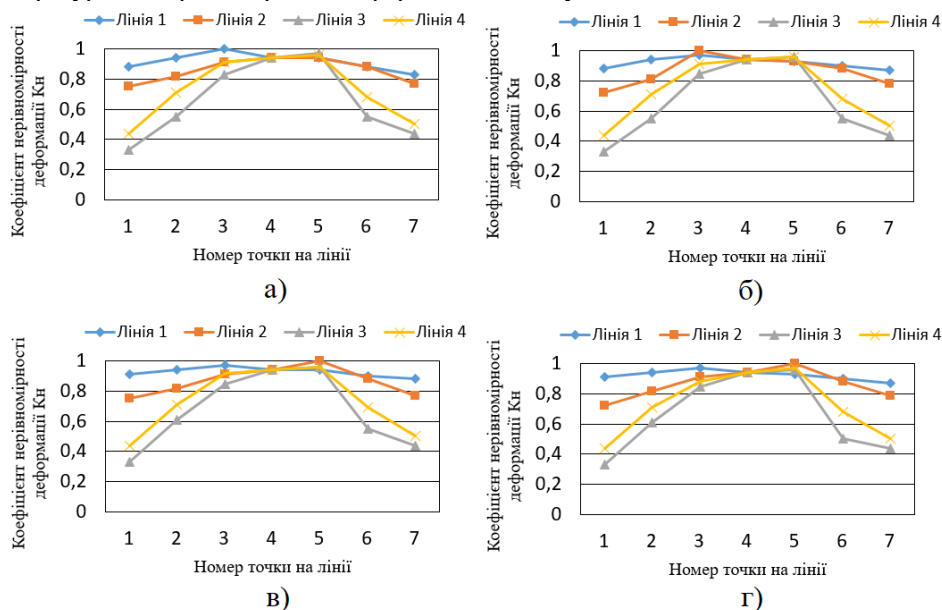 Лінія 1 Лінія 2 Лінія 3 Лінія 4
Коефіцієнт нерівномірності
деформації Кн
1
0,8
0,6
0,4
0,2
0
1 2 3 4 5 6 7
Номер точки на лінії
а)
Лінія 1 Лінія 2 Лінія 3 Лінія 4
Коефіцієнт нерівномірності
деформації Кн
1
0,8
0,6
0,4
0,2
0
1 2 3 4 5 6 7
Номер точки на лінії
б)
Лінія 1 Лінія 2 Лінія 3 Лінія 4
Коефіцієнт нерівномірності
деформації Кн
1
0,8
0,6
0,4
0,2
0
1 2 3 4 5 6 7
Номер точки на лінії
в)
Лінія 1 Лінія 2 Лінія 3 Лінія 4
Коефіцієнт нерівномірності
деформації Кн
1
0,8
0,6
0,4
0,2
0
1 2 3 4 5 6 7
Номер точки на лінії
г)